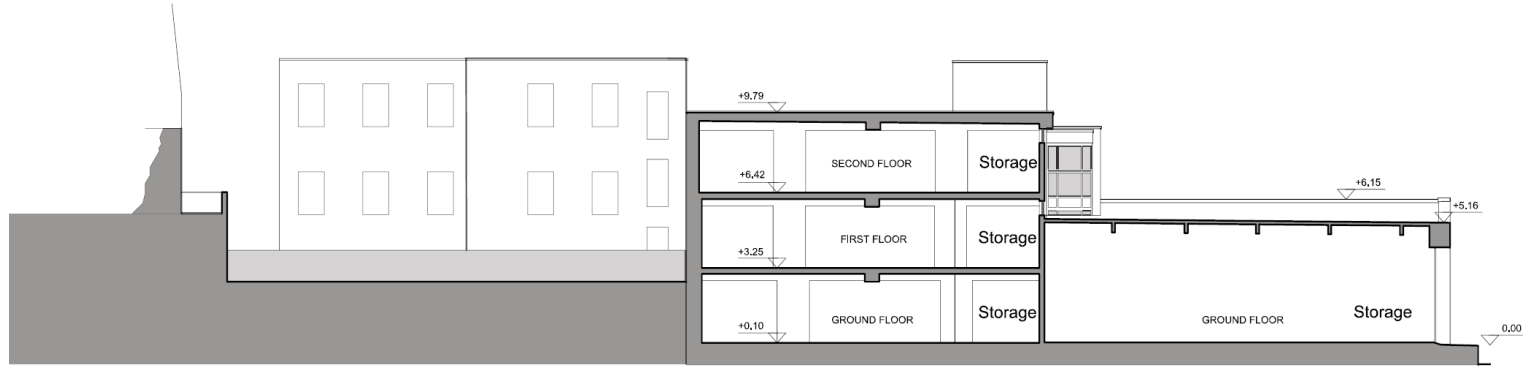 +9.79
SECOND FLOOR
Storage
+6.42
+6.15
+5.16
FIRST FLOOR
Storage
+3.25
GROUND FLOOR
Storage
+0.10
GROUND FLOOR
Storage
0.00